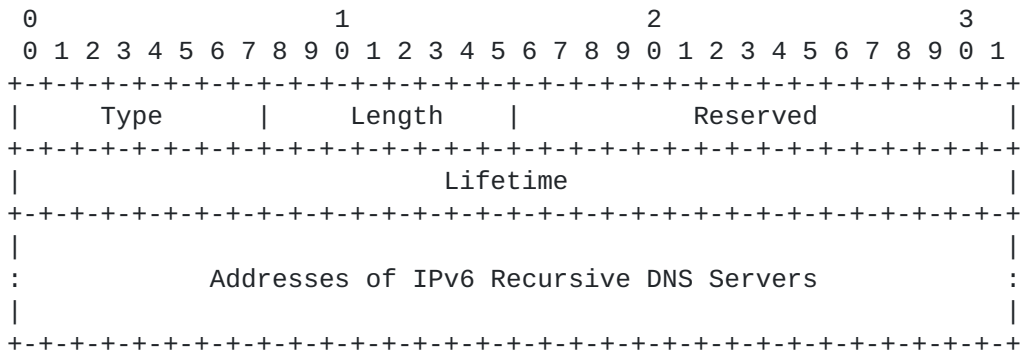 0                   1                   2                   3
 0 1 2 3 4 5 6 7 8 9 0 1 2 3 4 5 6 7 8 9 0 1 2 3 4 5 6 7 8 9 0 1
+-+-+-+-+-+-+-+-+-+-+-+-+-+-+-+-+-+-+-+-+-+-+-+-+-+-+-+-+-+-+-+-+
|     Type      |     Length    |           Reserved            |
+-+-+-+-+-+-+-+-+-+-+-+-+-+-+-+-+-+-+-+-+-+-+-+-+-+-+-+-+-+-+-+-+
|                           Lifetime                            |
+-+-+-+-+-+-+-+-+-+-+-+-+-+-+-+-+-+-+-+-+-+-+-+-+-+-+-+-+-+-+-+-+
|                                                               |
:            Addresses of IPv6 Recursive DNS Servers            :
|                                                               |
+-+-+-+-+-+-+-+-+-+-+-+-+-+-+-+-+-+-+-+-+-+-+-+-+-+-+-+-+-+-+-+-+